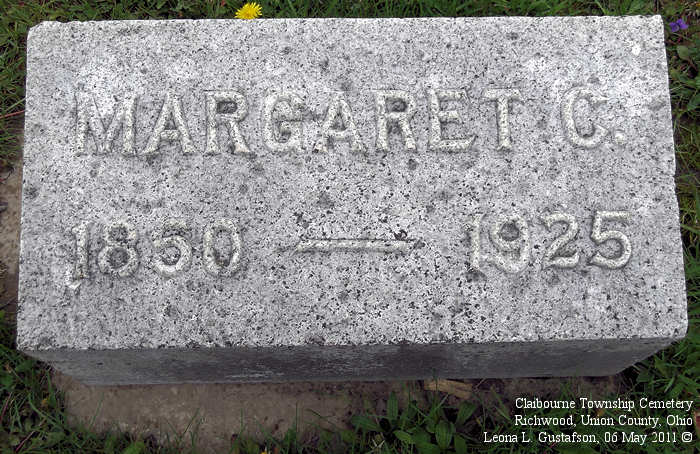 MARGARET C.
1850 — 1925
Claibourne Township Cemetery
Richwood, Union County, Ohio
Leona L. Gustafson, 06 May 2011 ©